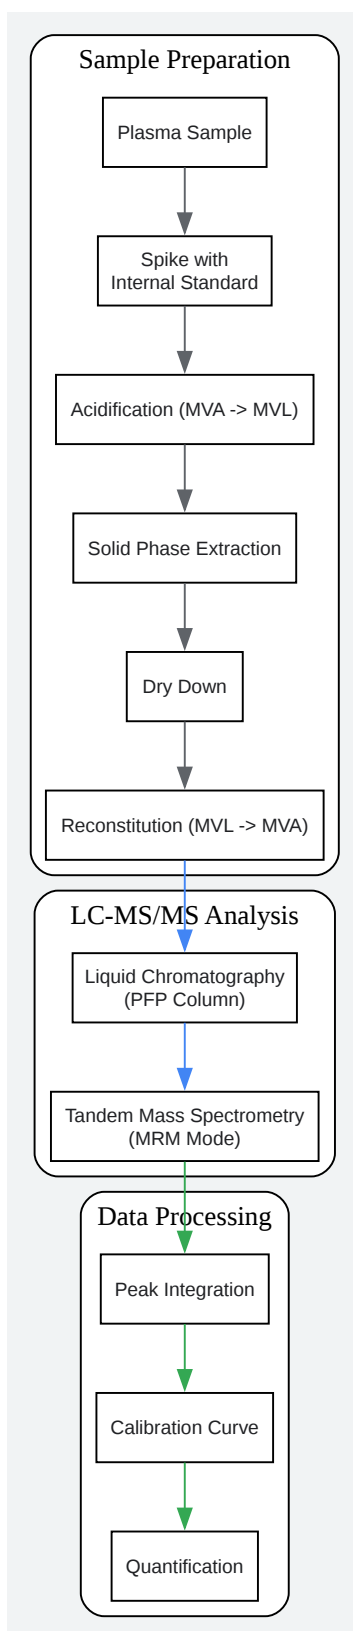 Sample Preparation
Plasma Sample
Spike with
Internal Standard
Acidification (MVA -> MVL)
Solid Phase Extraction
Dry Down
Reconstitution (MVL -> MVA)
LC-MS/MS Analysis
Liquid Chromatography
(PFP Column)
Tandem Mass Spectrometry
(MRM Mode)
Data Processing
Peak Integration
Calibration Curve
Quantification